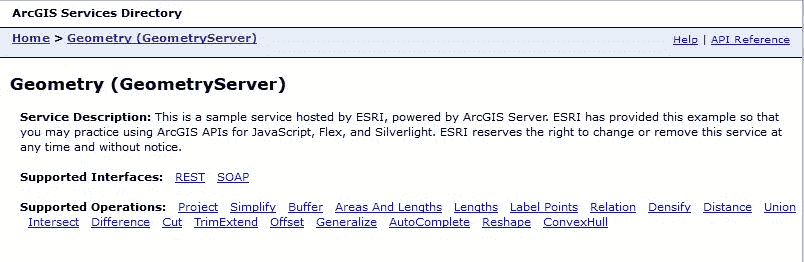 ArcGIS Services Directory
Home > Geometry (GeometryServer)
Help | API Reference
Geometry (GeometryServer)
Service Description: This is a sample service hosted by ESRI, powered by ArcGIS Server. ESRI has provided this example so that
you may practice using ArcGIS APIs for JavaScript, Flex, and Silverlight. ESRI reserves the right to change or remove this service at
any time and without notice.
Supported Interfaces: REST SOAP
Supported Operations: Project Simplify Buffer Areas And Lengths Lengths Label Points Relation Densify Distance Union
Intersect Difference Cut TrimExtend Offset Generalize AutoComplete Reshape ConvexHull